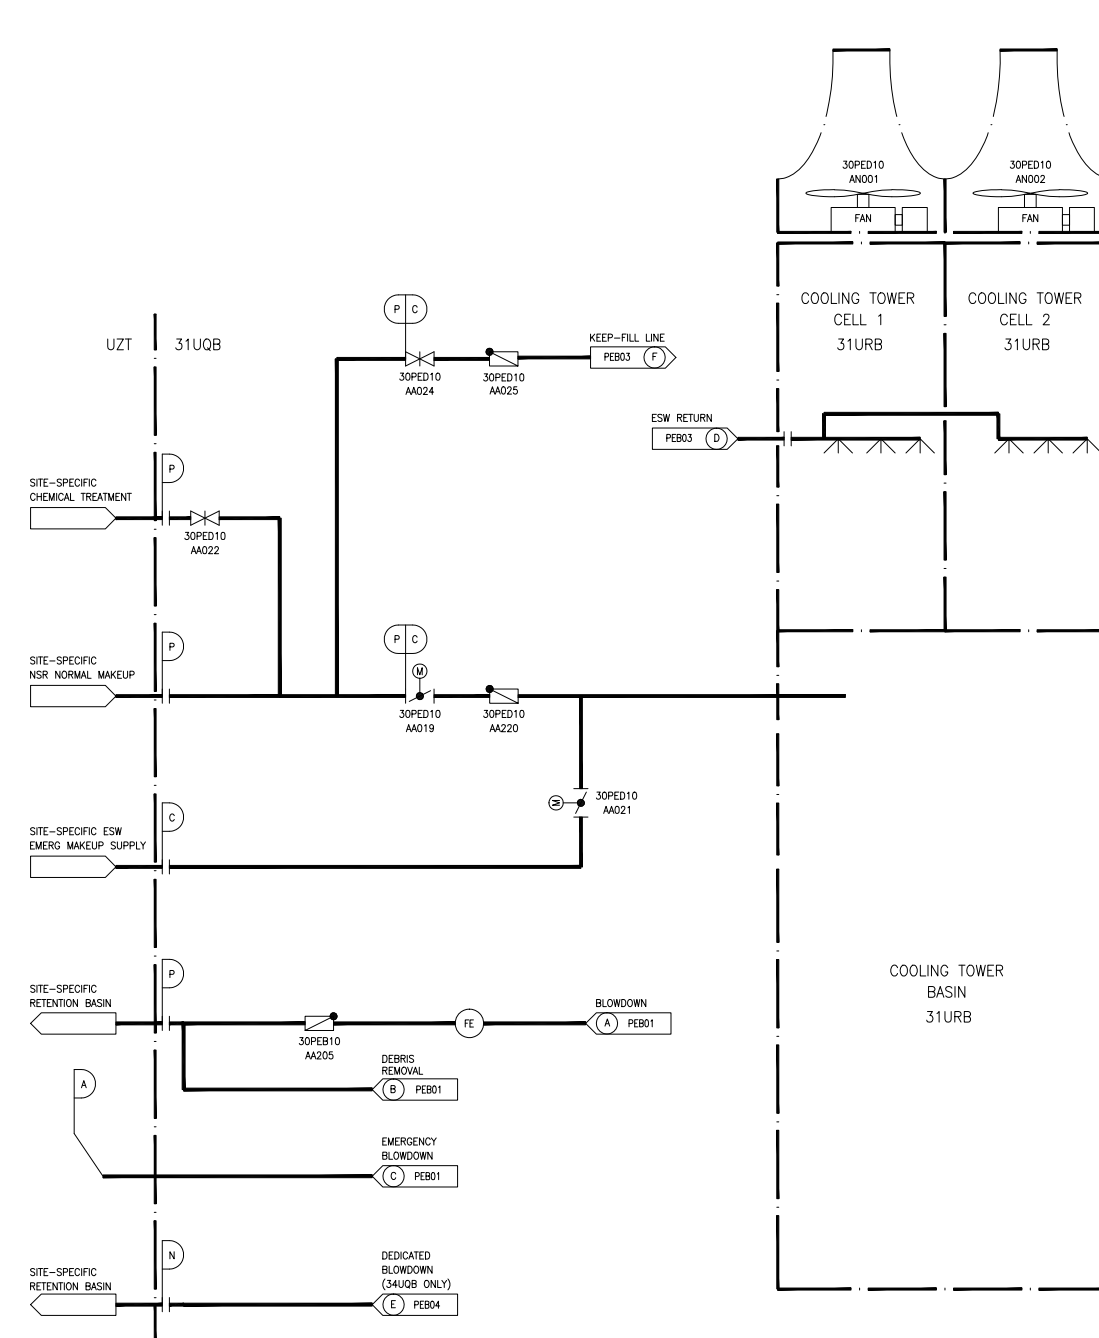 30PED10
AN001
FAN
30PED10
AN002
FAN
COOLING TOWER
CELL 1
31URB
COOLING TOWER
CELL 2
31URB
UZT
31UQB
P C
30PED10
AA024
30PED10
AA025
KEEP-FILL LINE
PEB03 F
ESW RETURN
PEB03 D
P
SITE-SPECIFIC
CHEMICAL TREATMENT
30PED10
AA022
P
SITE-SPECIFIC
NSR NORMAL MAKEUP
P C
M
30PED10
AA019
30PED10
AA220
M
30PED10
AA021
C
SITE-SPECIFIC ESW
EMERG MAKEUP SUPPLY
P
SITE-SPECIFIC
RETENTION BASIN
30PEB10
AA205
FE
BLOWDOWN
A PEB01
COOLING TOWER
BASIN
31URB
DEBRIS
REMOVAL
B PEB01
A
EMERGENCY
BLOWDOWN
C PEB01
N
SITE-SPECIFIC
RETENTION BASIN
DEDICATED
BLOWDOWN
(34UQB ONLY)
E PEB04